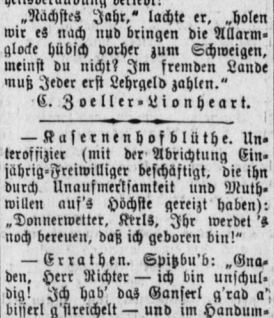 „Nächstes Jahr,“ lachte er, „holen
wir es nach nud bringen die Allarm-
glocke hübsch vorher zum Schweigen,
meinst du nicht? Im fremden Lande
muß Jeder erst Lehrgeld zahlen.“
C. Zoeller-Lionheart.
— Kasernenhofblüthe. Un-
teroffizier (mit der Abrichtung Ein-
jährig-Freiwilliger beschäftigt, die ihn
durch Unaufmerksamkeit und Muth-
willen auf's Höchste gereizt haben):
„Donnerwetter, Kerls, Ihr werdet's
noch bereuen, daß ich geboren bin!“
— Errathen. Spitzbu'b: „Gna-
den, Herr Richter — ich bin unschul-
dig! Ich hab' das Ganserl g'rad a'
bisserl g'streichelt — und im Handum-